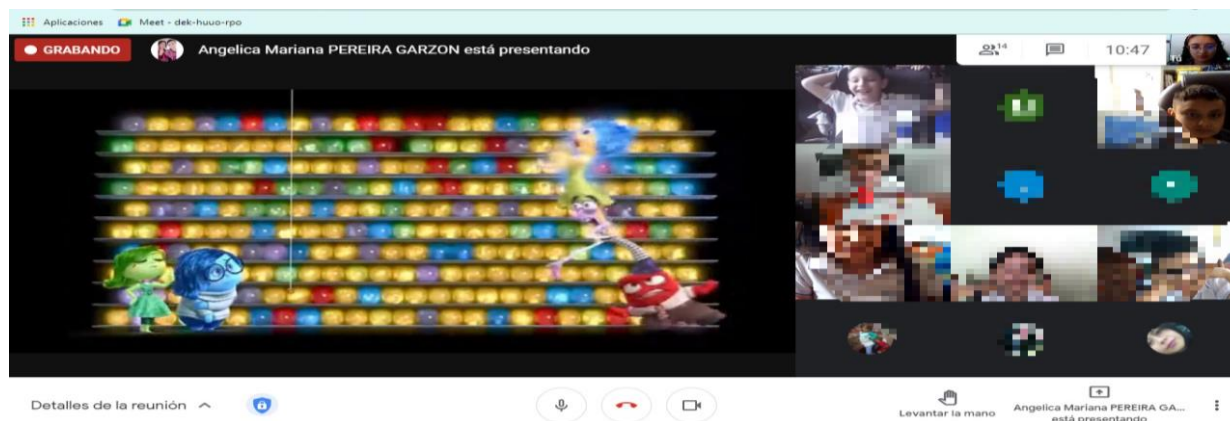 Aplicaciones Meet - dek-huuo-rpo
GRABANDO Angelica Mariana PEREIRA GARZON está presentando 14 10:47
Tú
Detalles de la reunión Levantar la mano Angelica Mariana PEREIRA GA...
está presentando